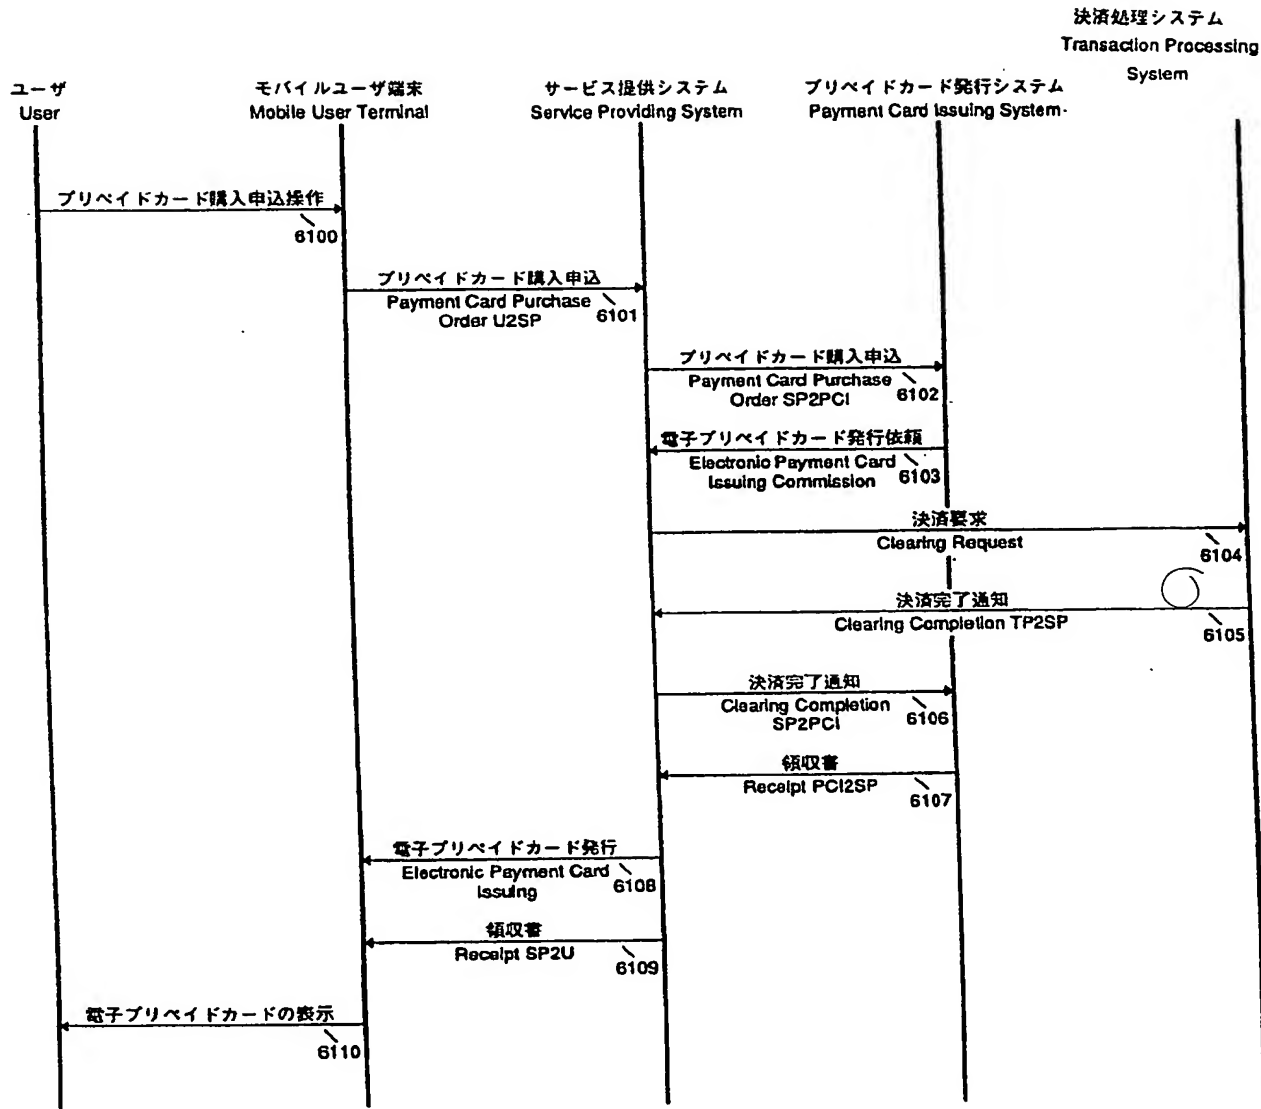 決済処理システム
Transaction Processing
System
ユーザ
User
モバイルユーザ端末
Mobile User Terminal
サービス提供システム
Service Providing System
プリペイドカード発行システム
Payment Card Issuing System
プリペイドカード購入申込操作
6100
プリペイドカード購入申込
Payment Card Purchase
Order U2SP
6101
プリペイドカード購入申込
Payment Card Purchase
Order SP2PCI
6102
電子プリペイドカード発行依頼
Electronic Payment Card
Issuing Commission
6103
決済要求
Clearing Request
6104
決済完了通知
Clearing Completion TP2SP
6105
決済完了通知
Clearing Completion
SP2PCI
6106
領収書
Receipt PCI2SP
6107
電子プリペイドカード発行
Electronic Payment Card
Issuing
6108
領収書
Receipt SP2U
6109
電子プリペイドカードの表示
6110